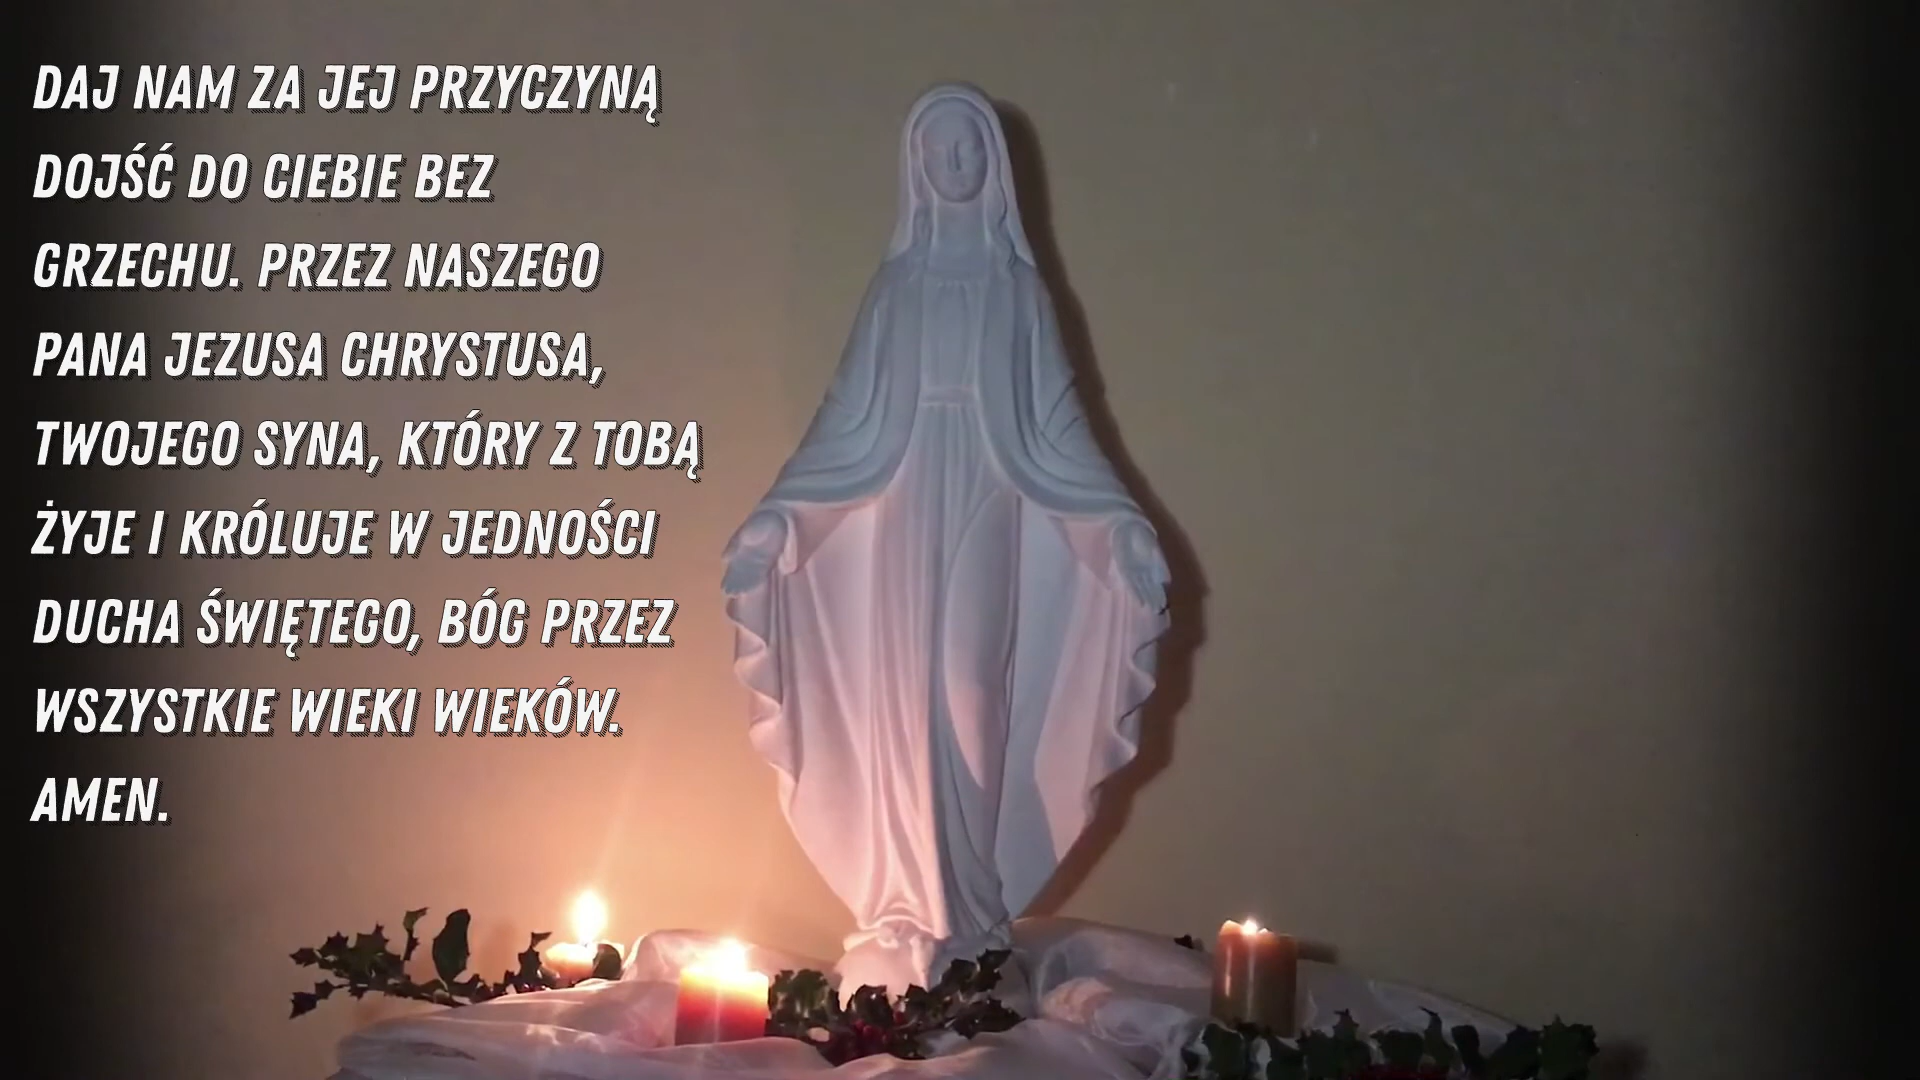 DAJ NAM ZA JEJ PRZYCZYNĄ
DOJŚĆ DO CIEBIE BEZ
GRZECHU. PRZEZ NASZEGO
PANA JEZUSA CHRYSTUSA,
TWOJEGO SYNA, KTÓRY Z TOBĄ
ŻYJE I KRÓLUJE W JEDNOŚCI
DUCHA ŚWIĘTEGO, BÓG PRZEZ
WSZYSTKIE WIEKI WIEKÓW.
AMEN.